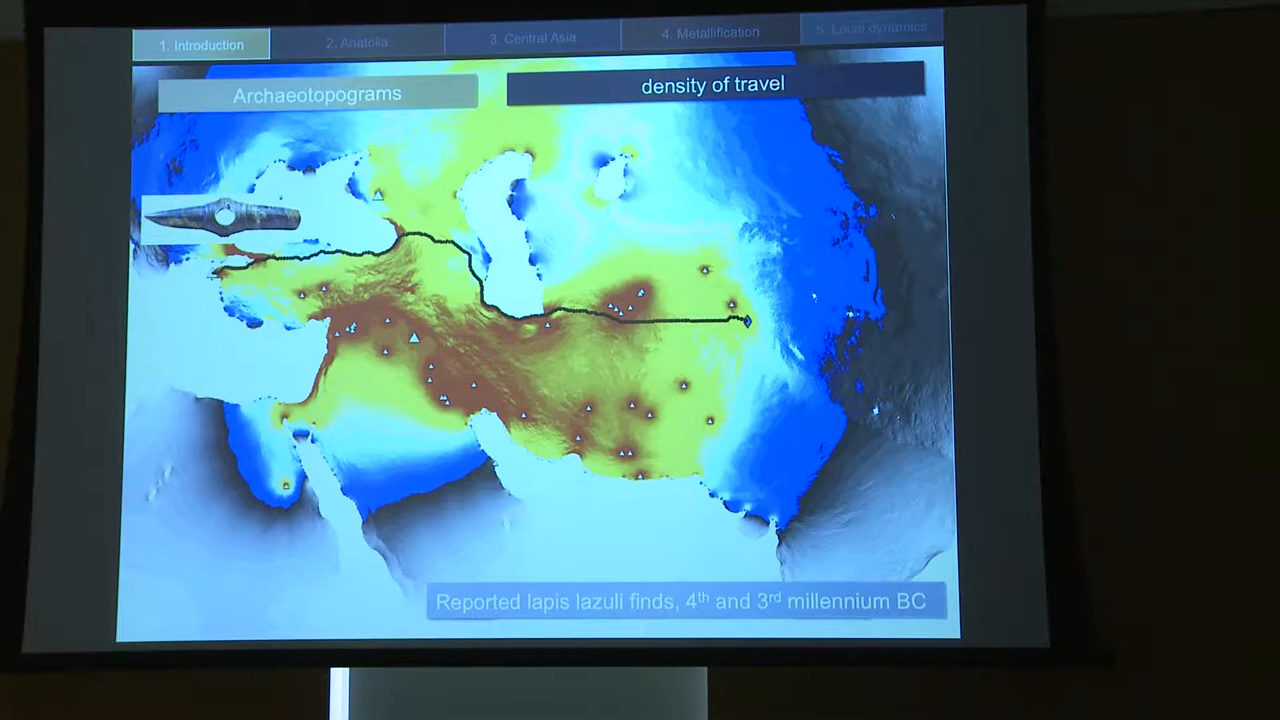 1. Introduction
2. Anatolia
3. Central Asia
4. Metallification
5. Local dynamics
Archaeotopograms
density of travel
Reported lapis lazuli finds, 4th and 3rd millennium BC